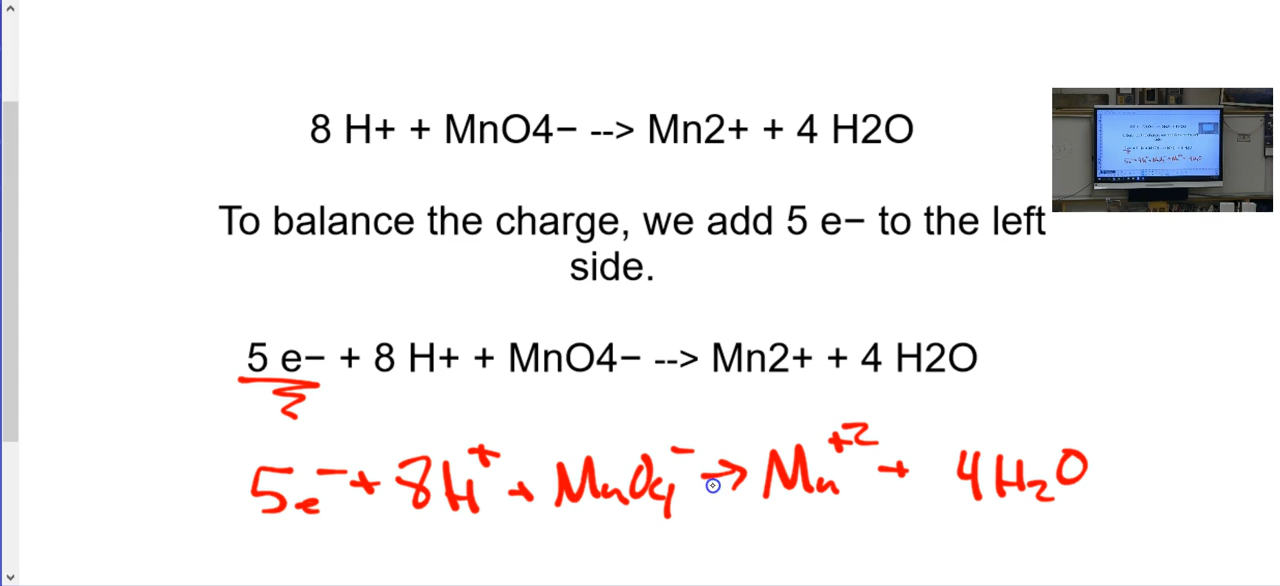 8 H+ + MnO4− --> Mn2+ + 4 H2O
To balance the charge, we add 5 e− to the left
side.
5 e− + 8 H+ + MnO4− --> Mn2+ + 4 H2O
5e⁻ + 8H⁺ + MnO₄⁻ → Mn⁺² + 4H₂O